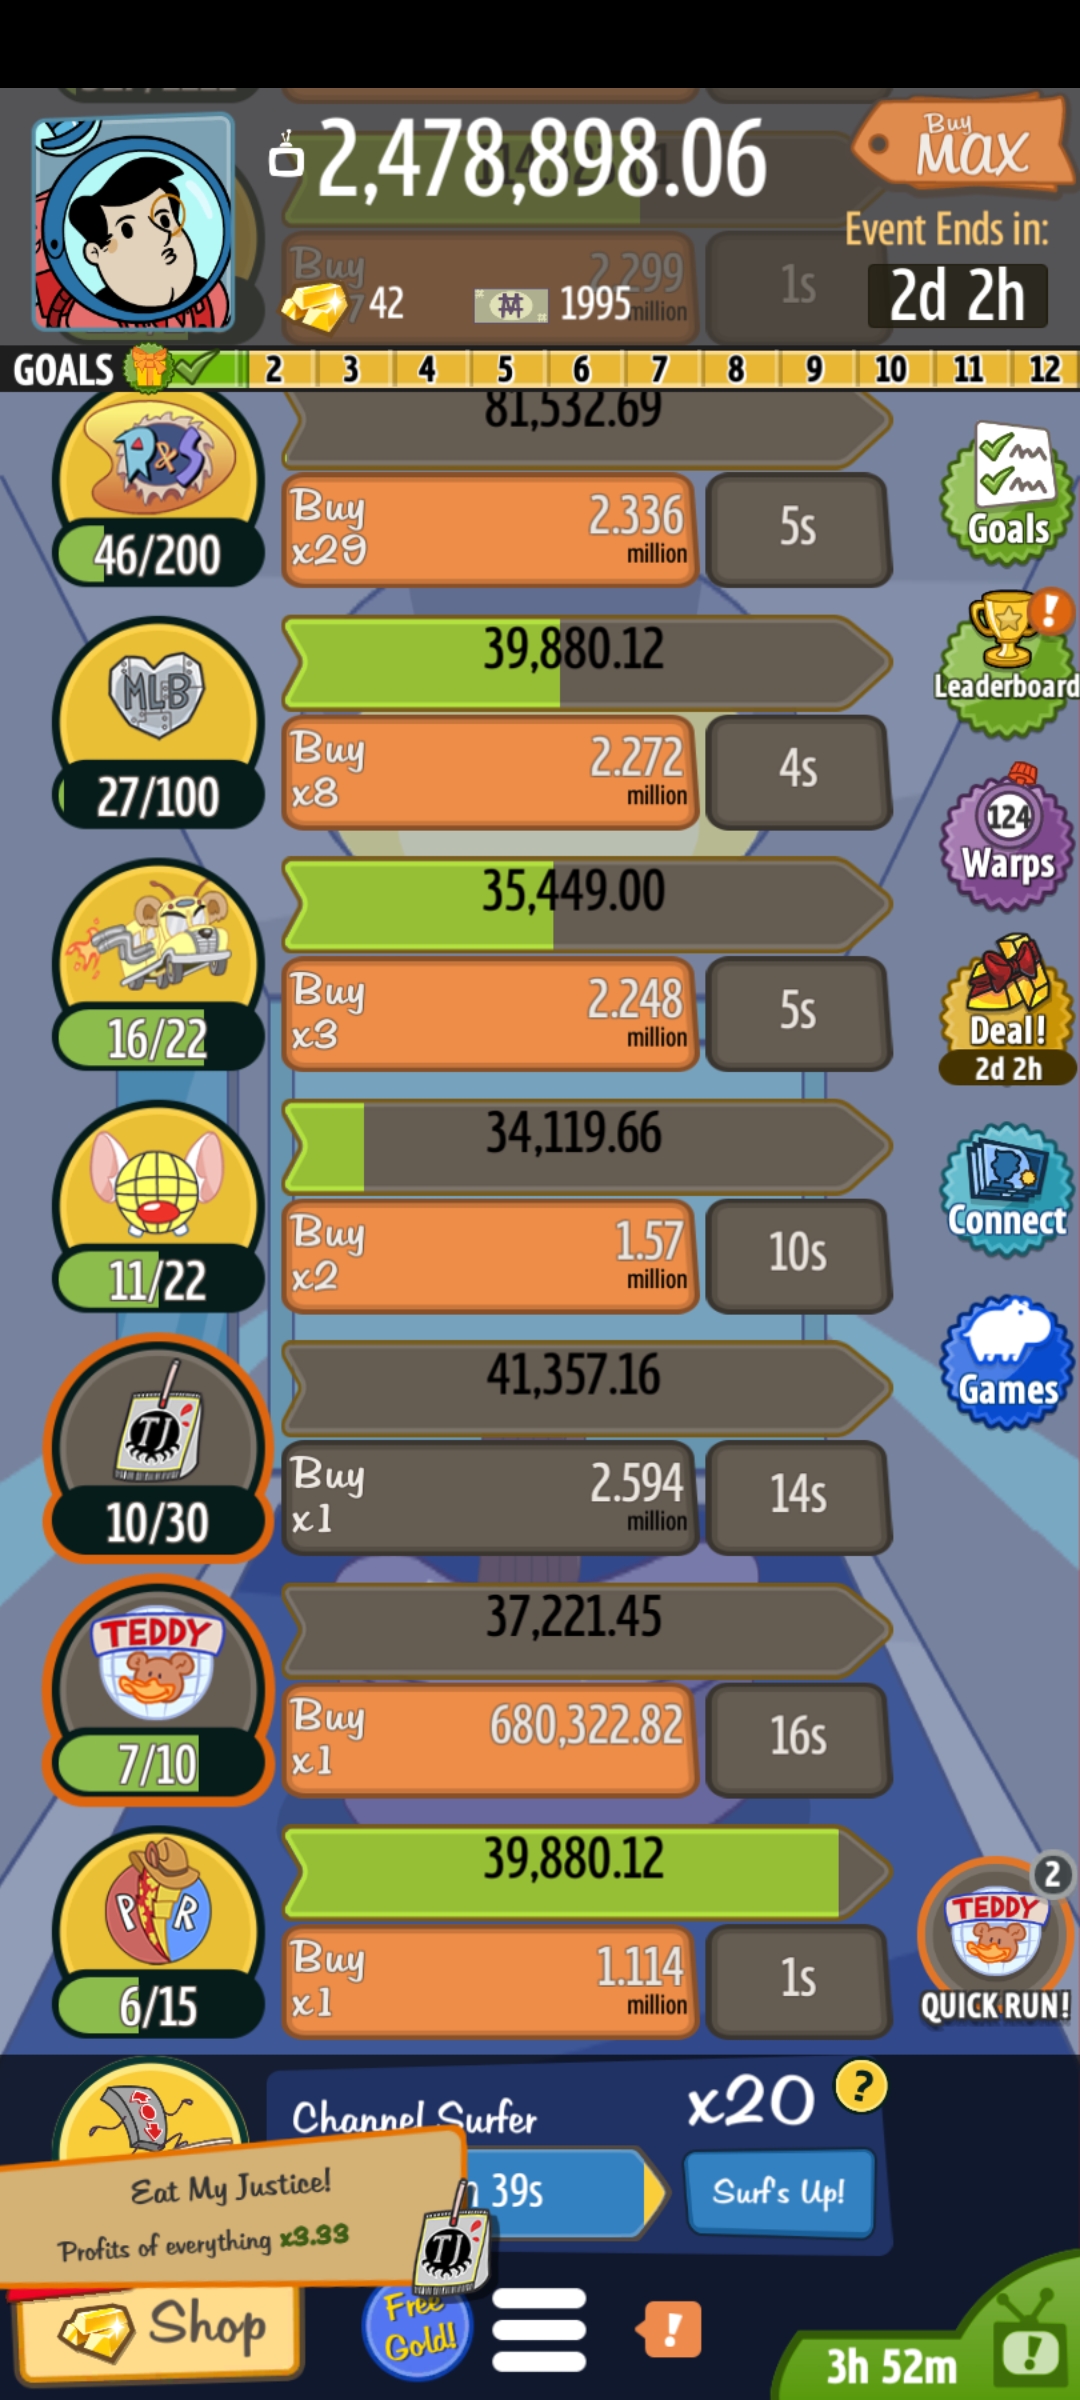 2,478,898.06
Buy
MAX
Event Ends in:
2d 2h
Buy
2.299
million
1s
42
1995
GOALS 2 3 4 5 6 7 8 9 10 11 12
81,532.69
R&S
46/200
Buy
x29
2.336
million
5s
Goals
39,880.12
MLB
27/100
Buy
x8
2.272
million
4s
Leaderboard
35,449.00
16/22
Buy
x3
2.248
million
5s
124
Warps
Deal!
2d 2h
34,119.66
11/22
Buy
x2
1.57
million
10s
Connect
41,357.16
TJ
10/30
Buy
x1
2.594
million
14s
Games
37,221.45
TEDDY
7/10
Buy
x1
680,322.82
16s
39,880.12
P R
6/15
Buy
x1
1.114
million
1s
2
TEDDY
QUICK RUN!
Channel Surfer
x20
?
39s
Surf's Up!
Eat My Justice!
Profits of everything x3.33
TJ
Shop
Free
Gold!
!
3h 52m
!